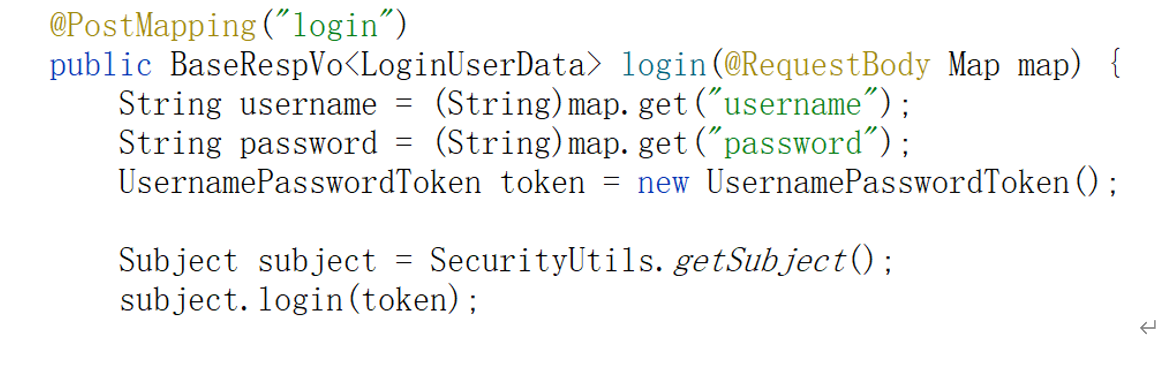 @PostMapping("login")
public BaseRespVo<LoginUserData> login(@RequestBody Map map) {
String username = (String)map.get("username");
String password = (String)map.get("password");
UsernamePasswordToken token = new UsernamePasswordToken();
Subject subject = SecurityUtils.getSubject();
subject.login(token);